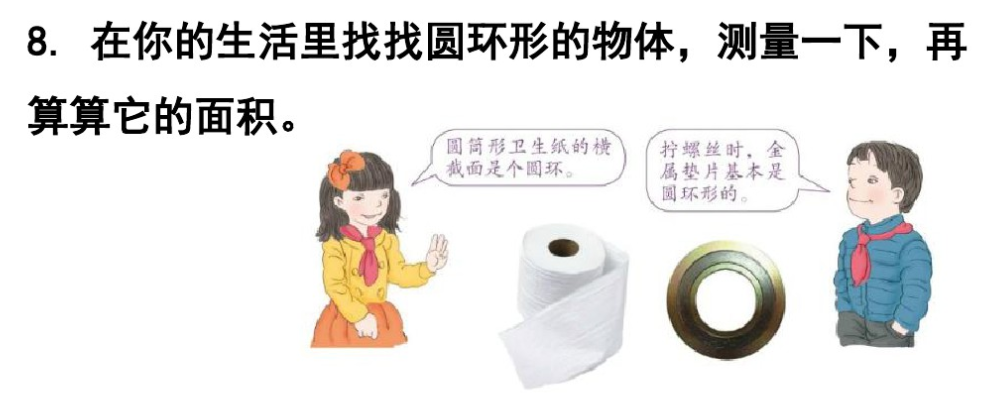 8. 在你的生活里找找圆环形的物体，测量一下，再
算算它的面积。
圆筒形卫生纸的横
截面是个圆环。
拧螺丝时，金
属垫片基本是
圆环形的。